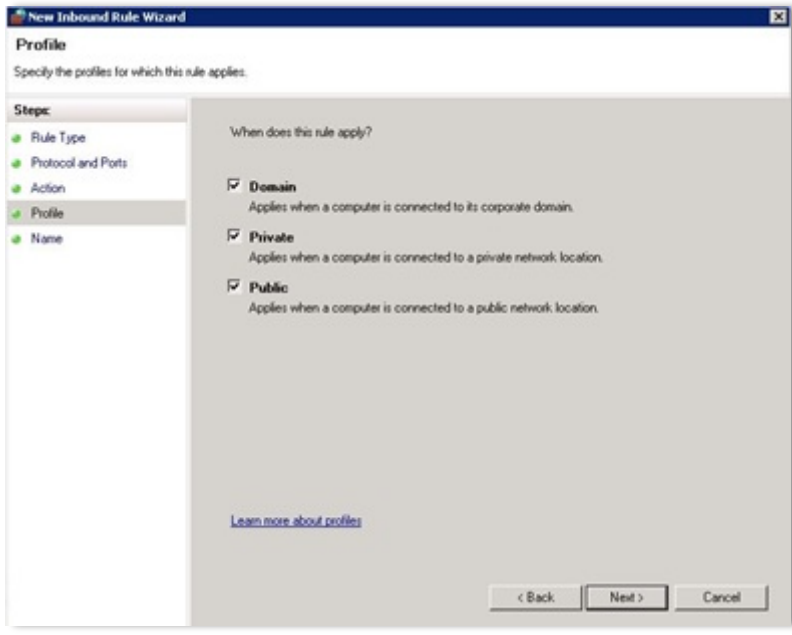 New Inbound Rule Wizard
Profile
Specify the profiles for which this rule applies.
Steps:
Rule Type
Protocol and Ports
Action
Profile
Name
When does this rule apply?
Domain
Applies when a computer is connected to its corporate domain.
Private
Applies when a computer is connected to a private network location.
Public
Applies when a computer is connected to a public network location.
Learn more about profiles
< Back
Next >
Cancel